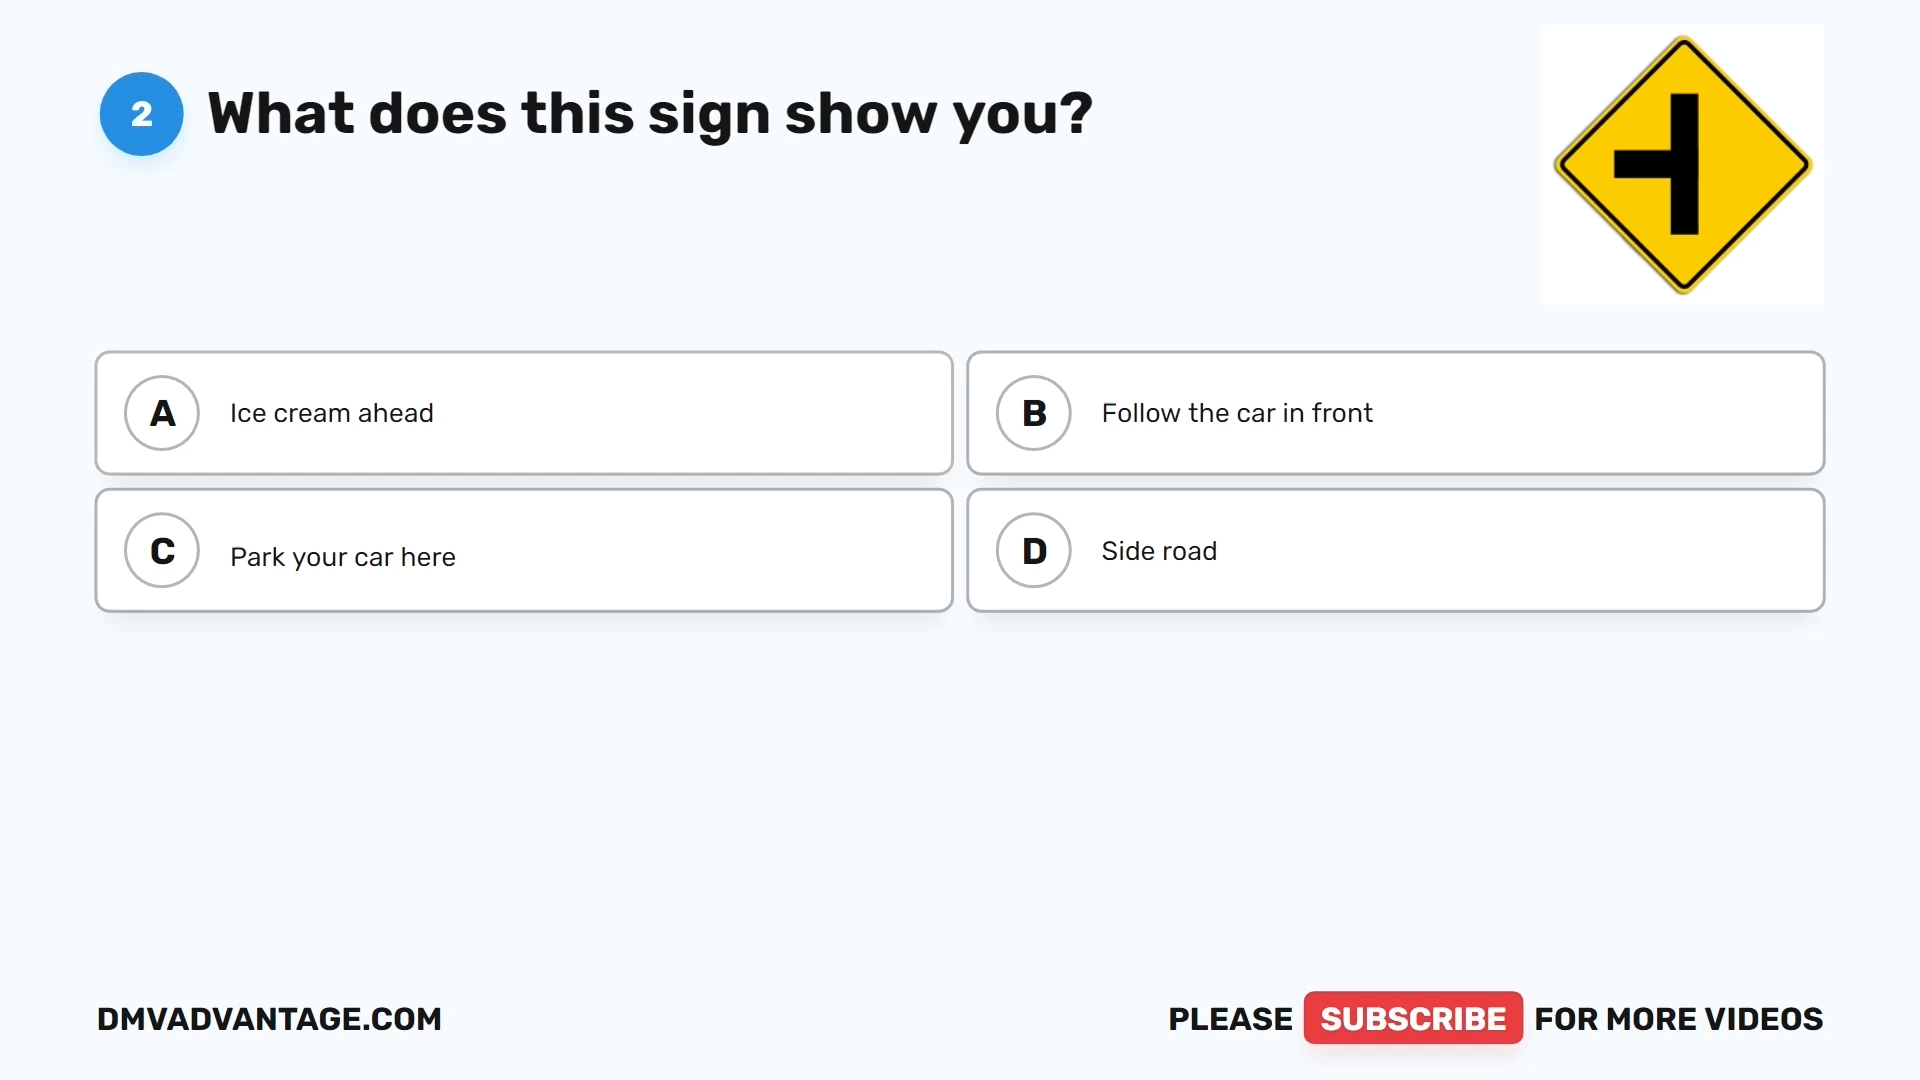 2 What does this sign show you?
A Ice cream ahead
B Follow the car in front
C Park your car here
D Side road
DMVADVANTAGE.COM
PLEASE SUBSCRIBE FOR MORE VIDEOS